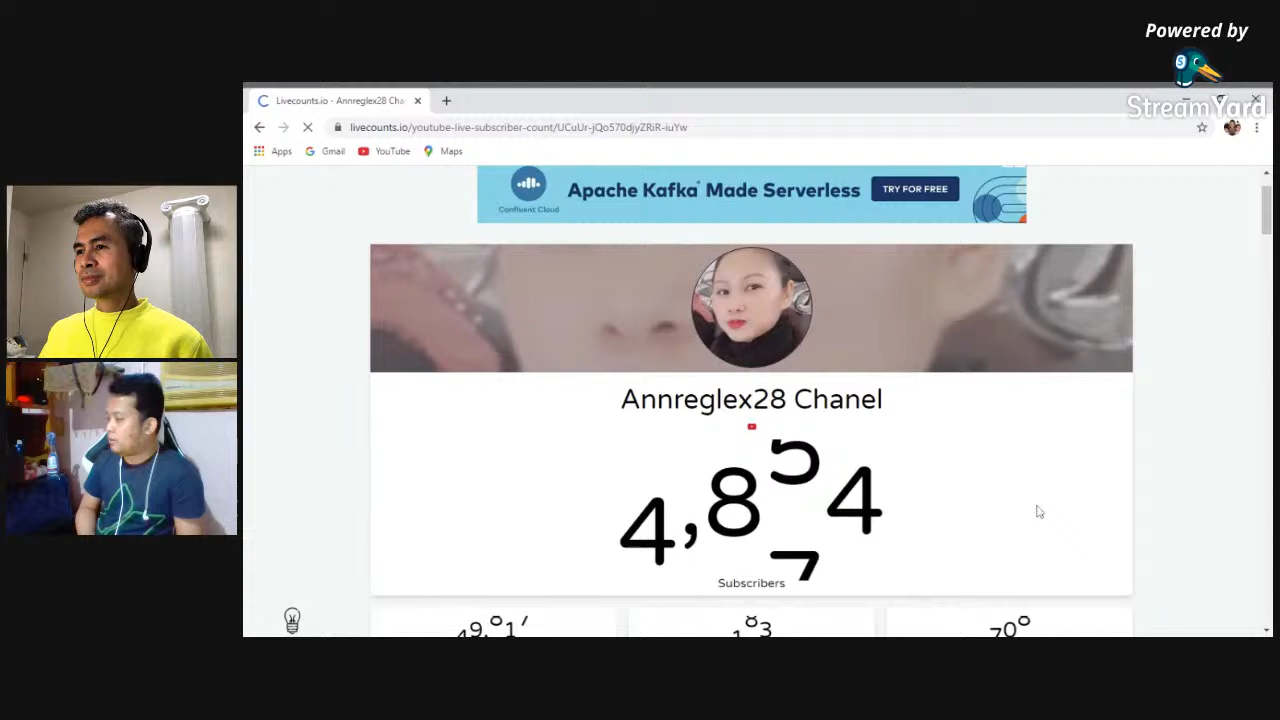 Powered by
StreamYard
Livecounts.io - Annreglex28 Cha
livecounts.io/youtube-live-subscriber-count/UCuUr-jQo570djyZRiR-iuYw
Apps Gmail YouTube Maps
Confluent Cloud
Apache Kafka® Made Serverless
TRY FOR FREE
Annreglex28 Chanel
Subscribers